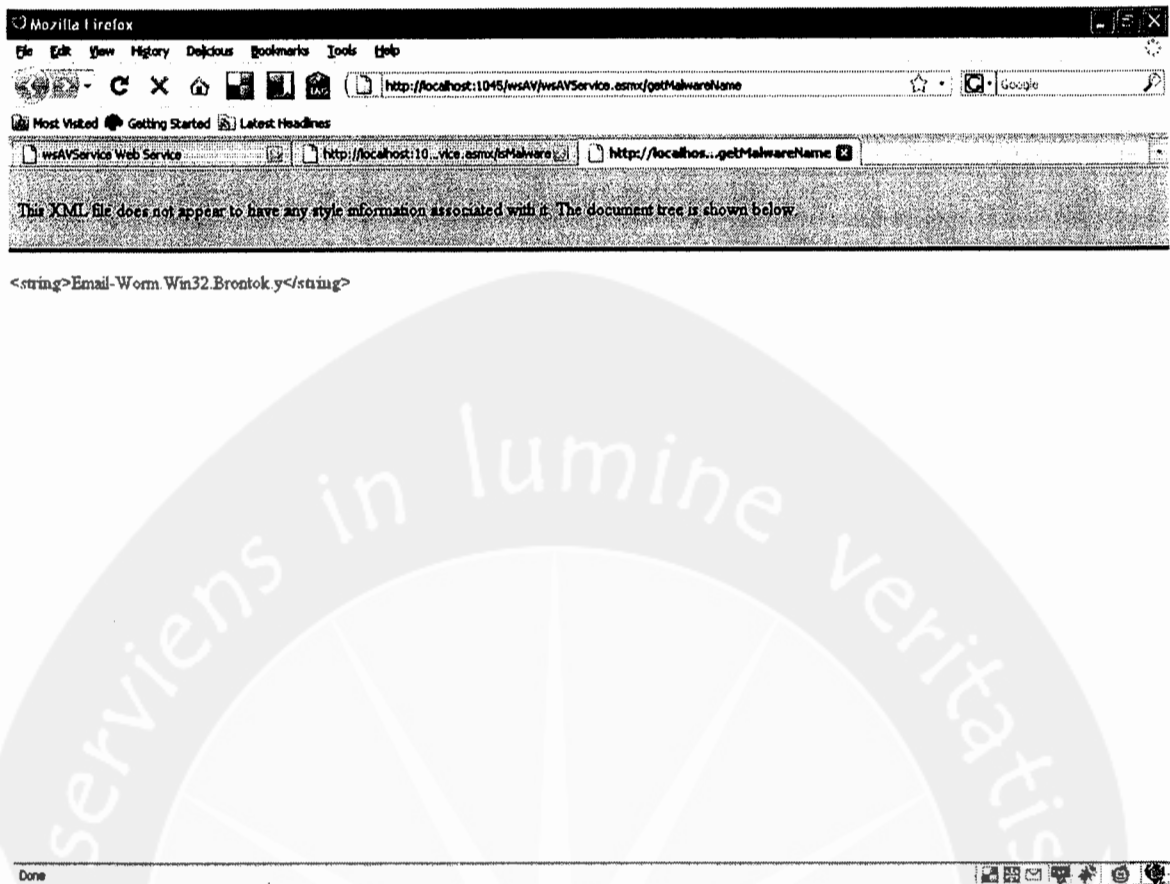 Mozilla Firefox
File Edit View History Delicious Bookmarks Tools Help
http://localhost:1045/wsAV/wsAVService.asmx/getMalwareName
Google
Most Visited Getting Started Latest Headlines
wsAVService Web Service http://localhost:10...vice.asmx/isMalware http://localhos...getMalwareName
This XML file does not appear to have any style information associated with it. The document tree is shown below.
<string>Email-Worm.Win32.Brontok.y</string>
serviens in lumine veritatis
Done